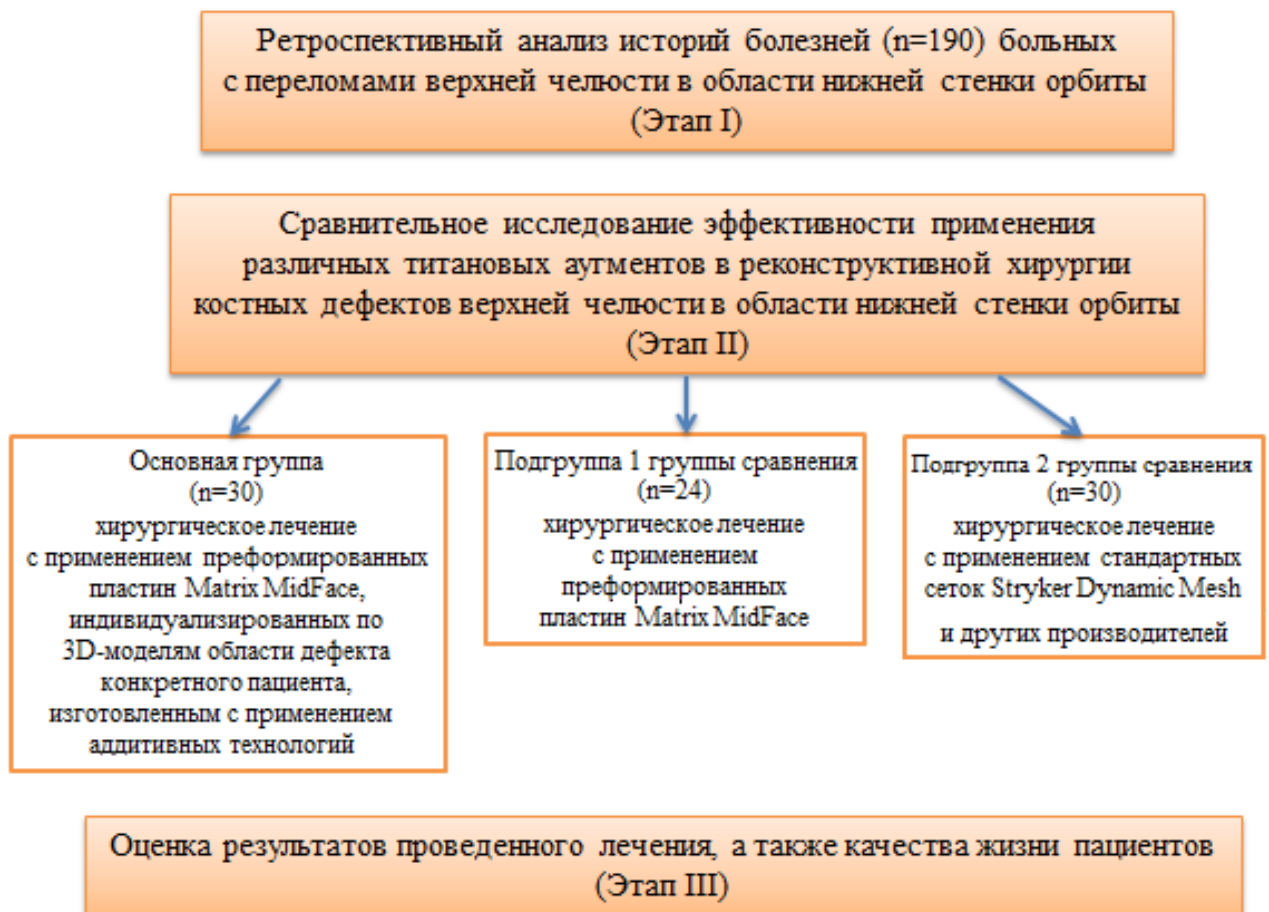 Ретроспективный анализ историй болезней (n=190) больных
с переломами верхней челюсти в области нижней стенки орбиты
(Этап I)
Сравнительное исследование эффективности применения
различных титановых аугментов в реконструктивной хирургии
костных дефектов верхней челюсти в области нижней стенки орбиты
(Этап II)
Основная группа
(n=30)
хирургическое лечение
с применением преформированных
пластин Matrix MidFace,
индивидуализированных по
3D-моделям области дефекта
конкретного пациента,
изготовленным с применением
аддитивных технологий
Подгруппа 1 группы сравнения
(n=24)
хирургическое лечение
с применением
преформированных
пластин Matrix MidFace
Подгруппа 2 группы сравнения
(n=30)
хирургическое лечение
с применением стандартных
сеток Stryker Dynamic Mesh
и других производителей
Оценка результатов проведенного лечения, а также качества жизни пациентов
(Этап III)